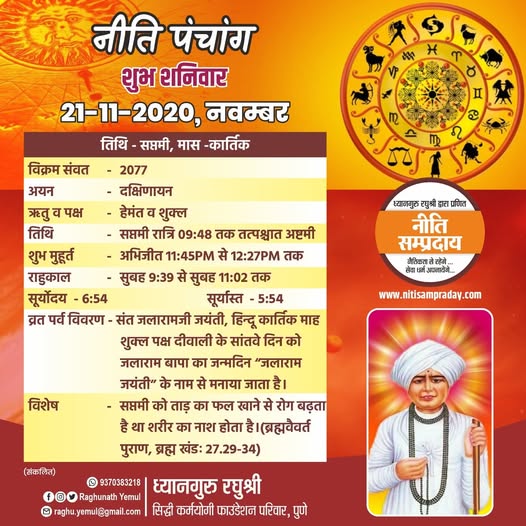 नीति पंचांग
शुभ शनिवार
21-11-2020, नवम्बर
तिथि - सप्तमी, मास -कार्तिक
विक्रम संवत - 2077
अयन - दक्षिणायन
ऋतु व पक्ष - हेमंत व शुक्ल
तिथि - सप्तमी रात्रि 09:48 तक तत्पश्चात अष्टमी
शुभ मुहूर्त - अभिजीत 11:45PM से 12:27PM तक
राहुकाल - सुबह 9:39 से सुबह 11:02 तक
सूर्योदय - 6:54 सूर्यास्त - 5:54
व्रत पर्व विवरण - संत जलारामजी जयंती, हिन्दू कार्तिक माह
शुक्ल पक्ष दीवाली के सांतवे दिन को
जलाराम बापा का जन्मदिन “जलाराम
जयंती” के नाम से मनाया जाता है।
विशेष - सप्तमी को ताड़ का फल खाने से रोग बढ़ता
है था शरीर का नाश होता है।(ब्रह्मवैवर्त
पुराण, ब्रह्म खंडः 27.29-34)
(संकलित)
ध्यानगुरु रघुश्री द्वारा प्रणित
नीति
सम्प्रदाय
नैतिकता से रहेंगे ...
सेवा धर्म अपनायेंगे...
www.nitisampraday.com
9370383218
Raghunath Yemul
raghu.yemul@gmail.com
ध्यानगुरु रघुश्री
सिद्धी कर्मयोगी फाउंडेशन परिवार, पुणे